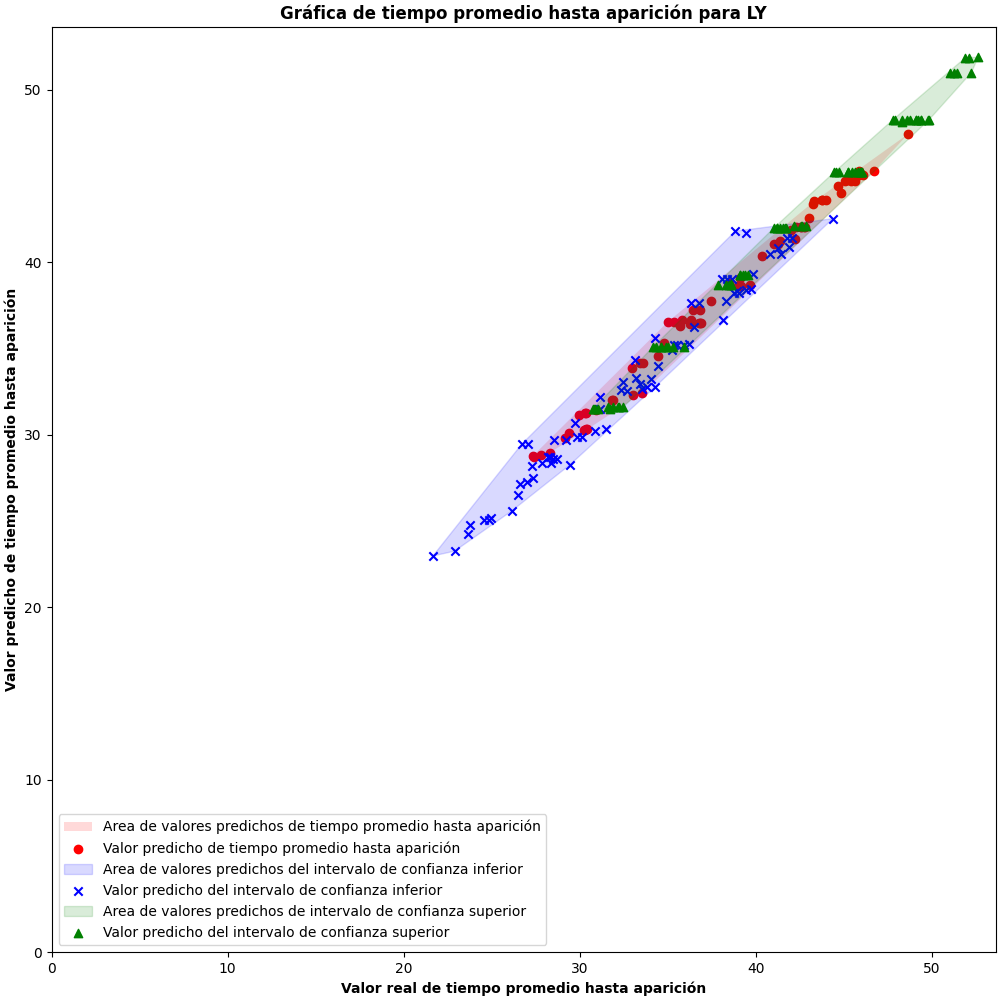 Gráfica de tiempo promedio hasta aparición para LY
Valor predicho de tiempo promedio hasta aparición
50
40
30
20
10
0
Area de valores predichos de tiempo promedio hasta aparición
Valor predicho de tiempo promedio hasta aparición
Area de valores predichos del intervalo de confianza inferior
Valor predicho del intervalo de confianza inferior
Area de valores predichos de intervalo de confianza superior
Valor predicho del intervalo de confianza superior
0 10 20 30 40 50
Valor real de tiempo promedio hasta aparición